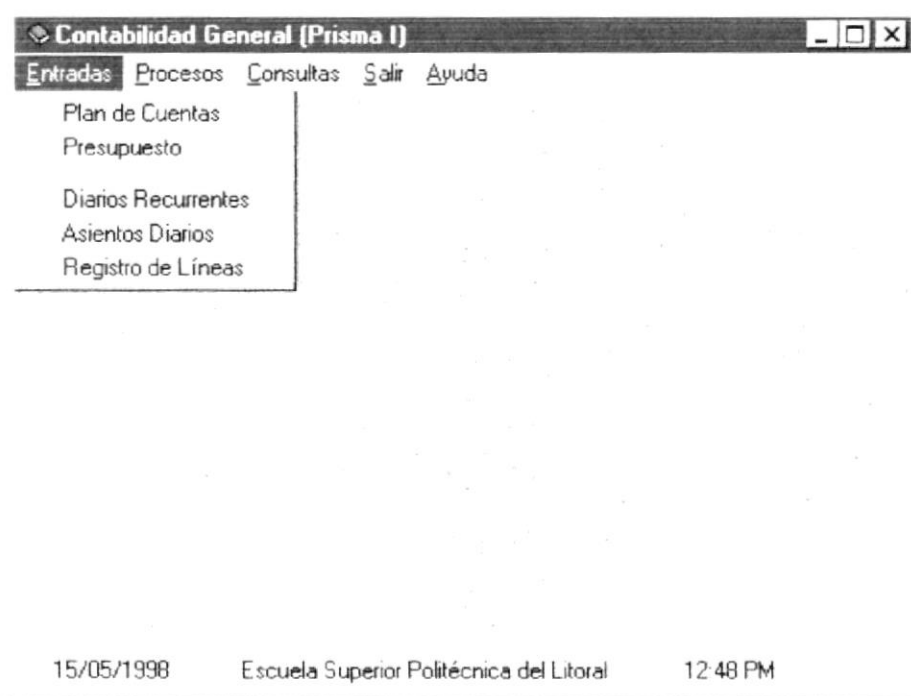 Contabilidad General (Prisma I)
Entradas Procesos Consultas Salir Ayuda
Plan de Cuentas
Presupuesto
Diarios Recurrentes
Asientos Diarios
Registro de Líneas
15/05/1998 Escuela Superior Politécnica del Litoral 12:48 PM